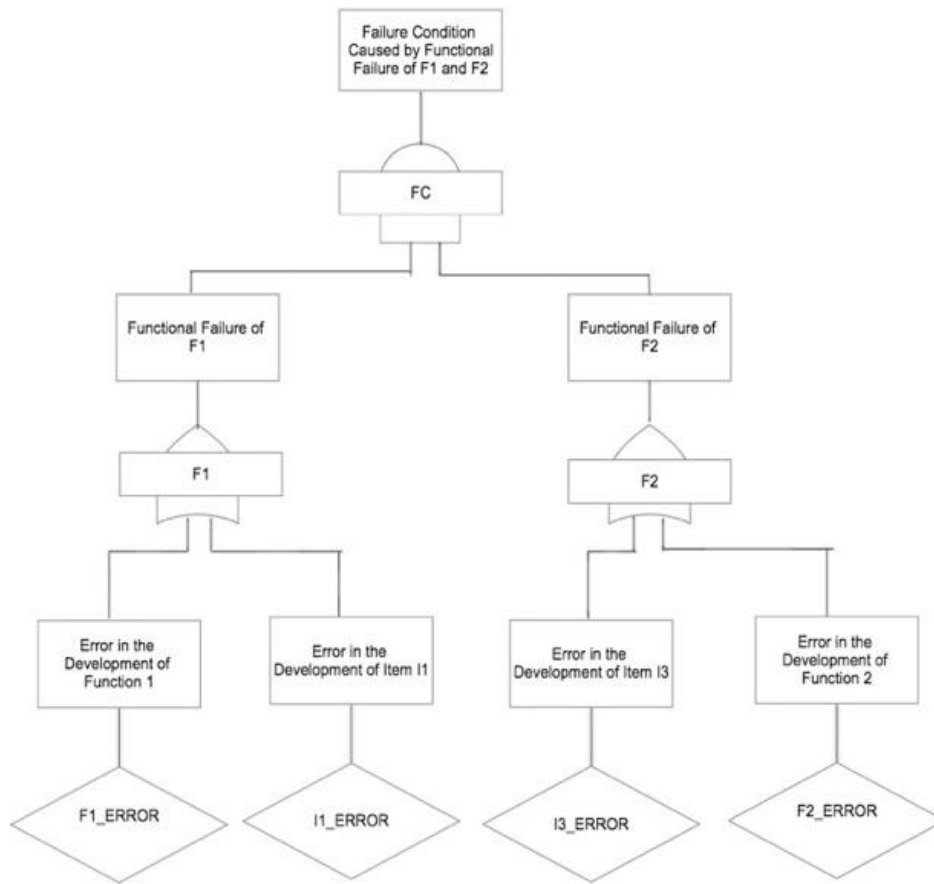 Failure Condition
Caused by Functional
Failure of F1 and F2
FC
Functional Failure of
F1
Functional Failure of
F2
F1
F2
Error in the
Development of
Function 1
Error in the
Development of Item I1
Error in the
Development of Item I3
Error in the
Development of
Function 2
F1_ERROR
I1_ERROR
I3_ERROR
F2_ERROR